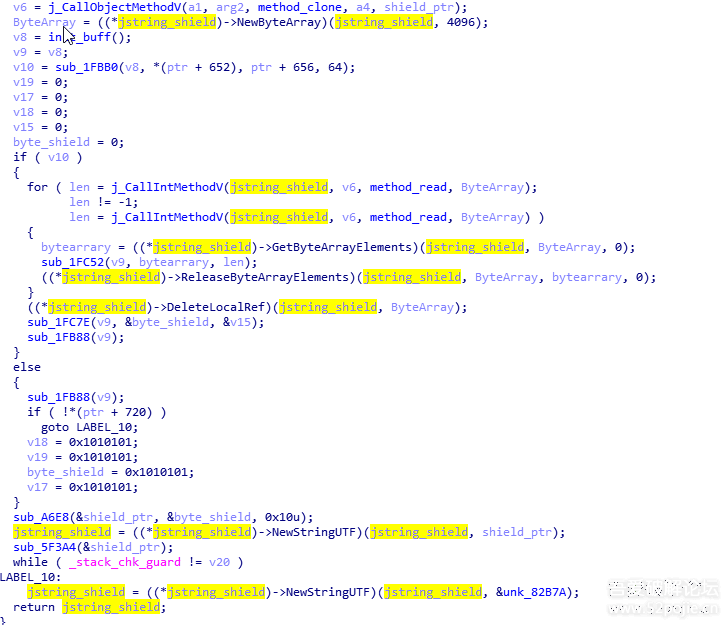 v6 = j_CallObjectMethodV(a1, arg2, method_clone, a4, shield_ptr);
ByteArray = ((*jstring_shield)->NewByteArray)(jstring_shield, 4096);
v8 = in _buff();
v9 = v8;
v10 = sub_1FBB0(v8, *(ptr + 652), ptr + 656, 64);
v19 = 0;
v17 = 0;
v18 = 0;
v15 = 0;
byte_shield = 0;
if ( v10 )
{
for ( len = j_CallIntMethodV(jstring_shield, v6, method_read, ByteArray);
len != -1;
len = j_CallIntMethodV(jstring_shield, v6, method_read, ByteArray) )
{
bytearrary = ((*jstring_shield)->GetByteArrayElements)(jstring_shield, ByteArray, 0);
sub_1FC52(v9, bytearrary, len);
((*jstring_shield)->ReleaseByteArrayElements)(jstring_shield, ByteArray, bytearrary, 0);
}
((*jstring_shield)->DeleteLocalRef)(jstring_shield, ByteArray);
sub_1FC7E(v9, &byte_shield, &v15);
sub_1FB88(v9);
}
else
{
sub_1FB88(v9);
if ( !*(ptr + 720) )
goto LABEL_10;
v18 = 0x1010101;
v19 = 0x1010101;
byte_shield = 0x1010101;
v17 = 0x1010101;
}
sub_A6E8(&shield_ptr, &byte_shield, 0x10u);
jstring_shield = ((*jstring_shield)->NewStringUTF)(jstring_shield, shield_ptr);
sub_5F3A4(&shield_ptr);
while ( _stack_chk_guard != v20 )
LABEL_10:
jstring_shield = ((*jstring_shield)->NewStringUTF)(jstring_shield, &unk_82B7A);
return jstring_shield;
}